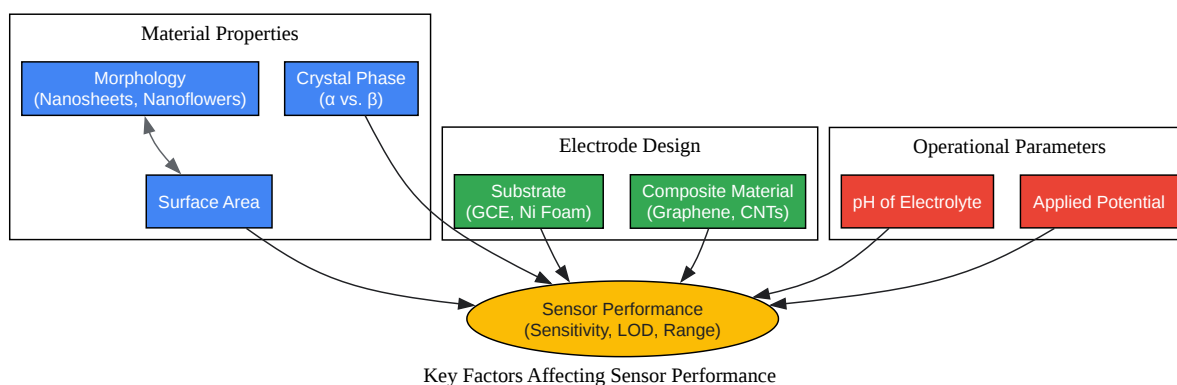 Material Properties
Morphology
(Nanosheets, Nanoflowers)
Crystal Phase
(α vs. β)
Surface Area
Electrode Design
Substrate
(GCE, Ni Foam)
Composite Material
(Graphene, CNTs)
Operational Parameters
pH of Electrolyte
Applied Potential
Sensor Performance
(Sensitivity, LOD, Range)
Key Factors Affecting Sensor Performance